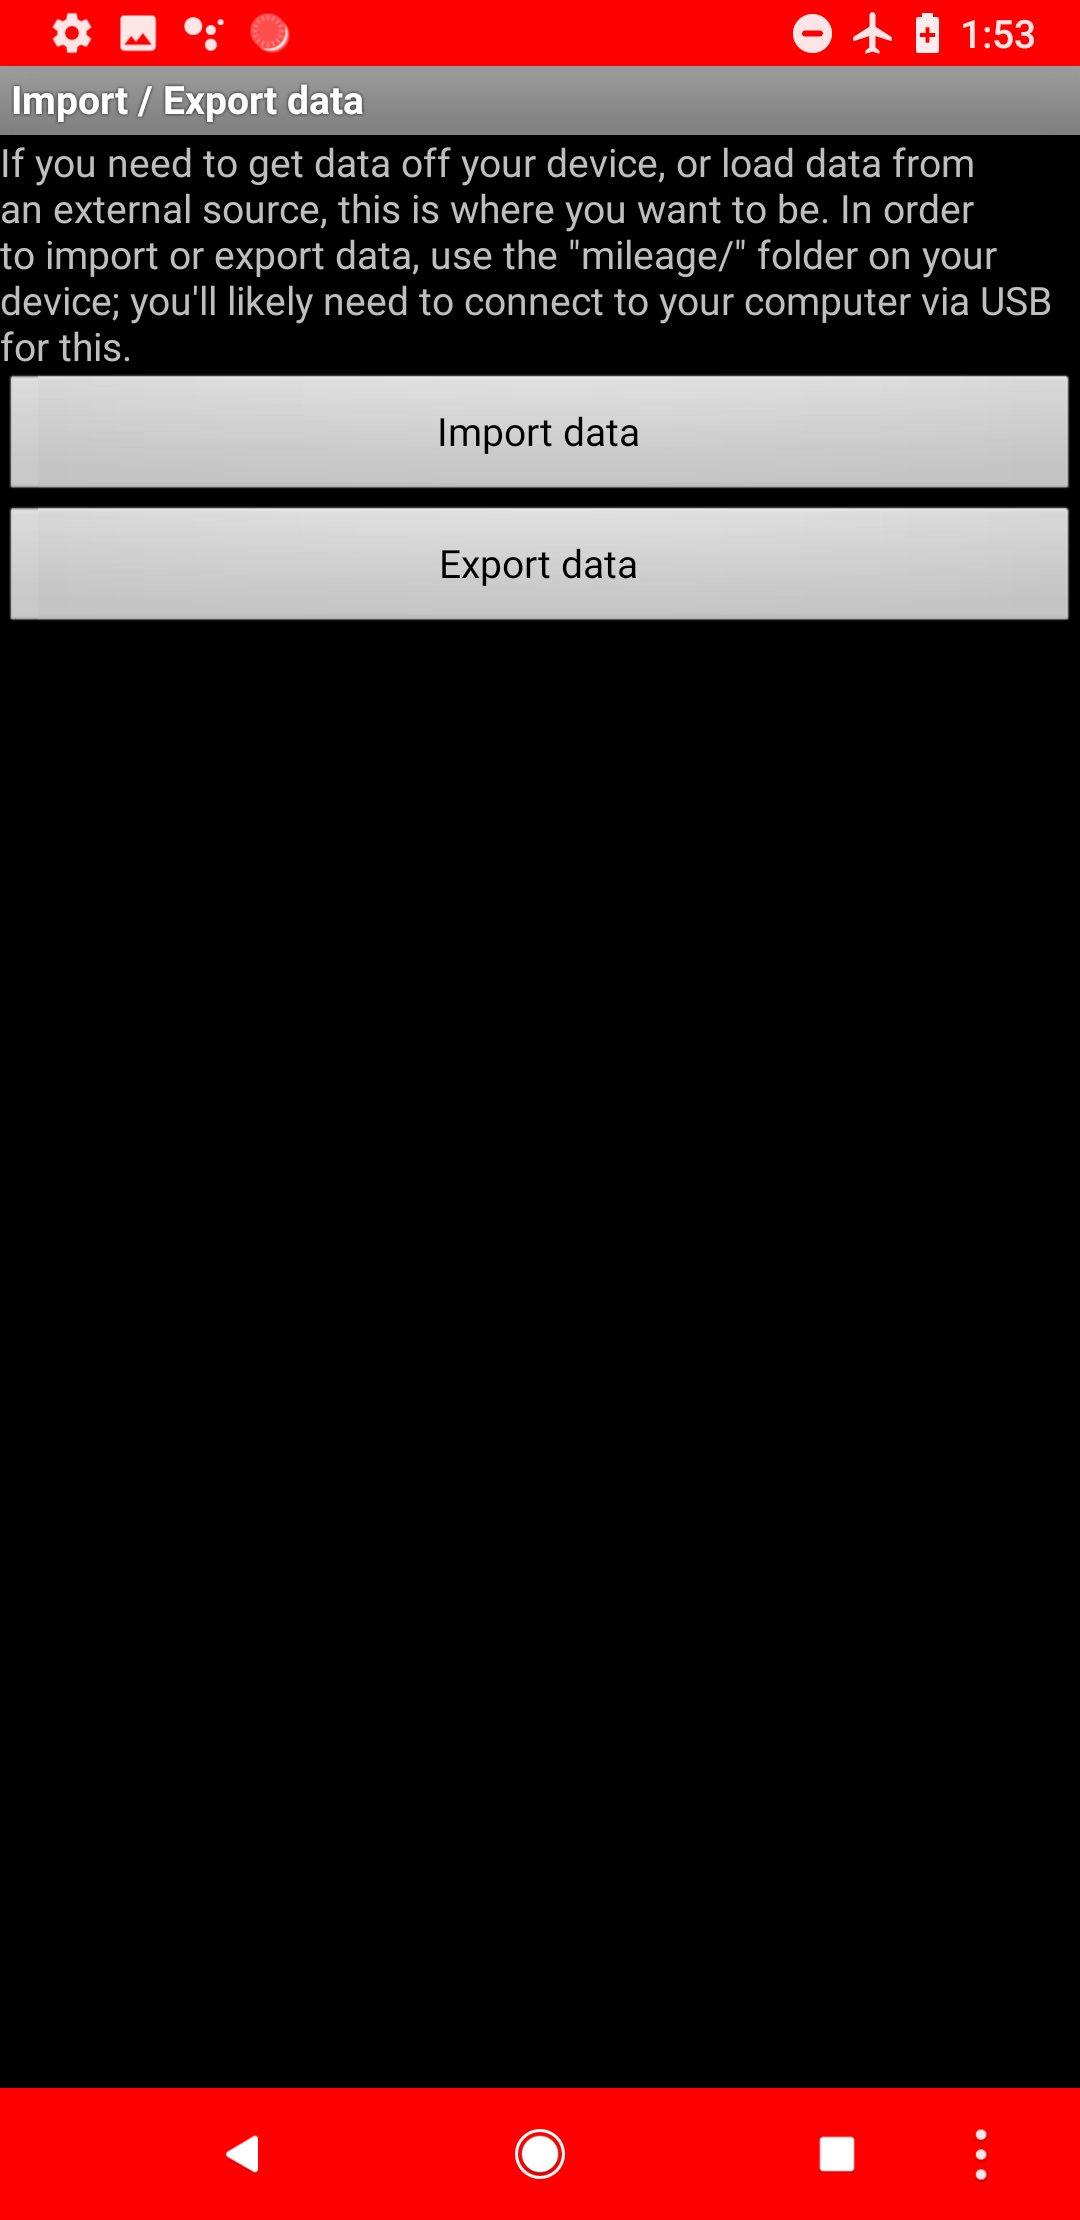 1:53
Import / Export data
If you need to get data off your device, or load data from
an external source, this is where you want to be. In order
to import or export data, use the "mileage/" folder on your
device; you'll likely need to connect to your computer via USB
for this.
Import data
Export data